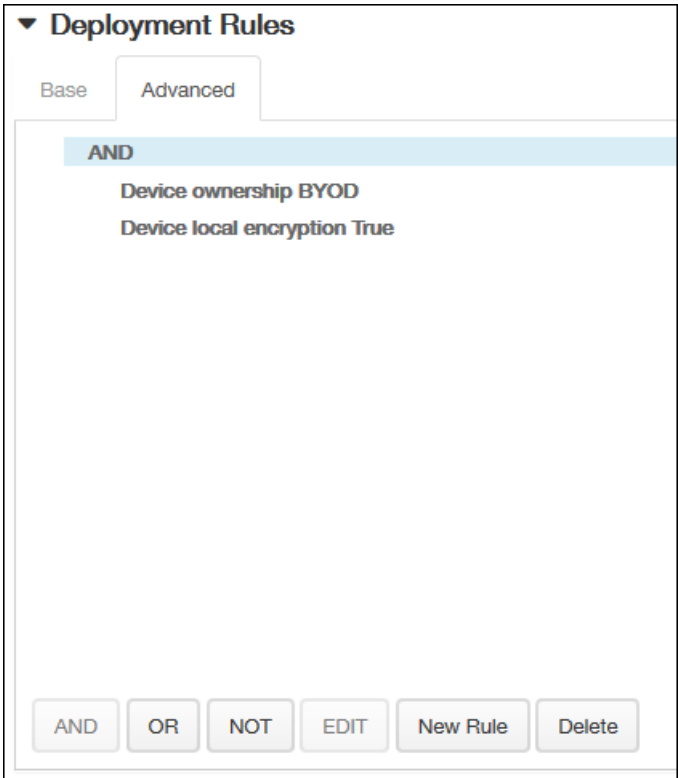 Deployment Rules
Base Advanced
AND
Device ownership BYOD
Device local encryption True
AND OR NOT EDIT New Rule Delete